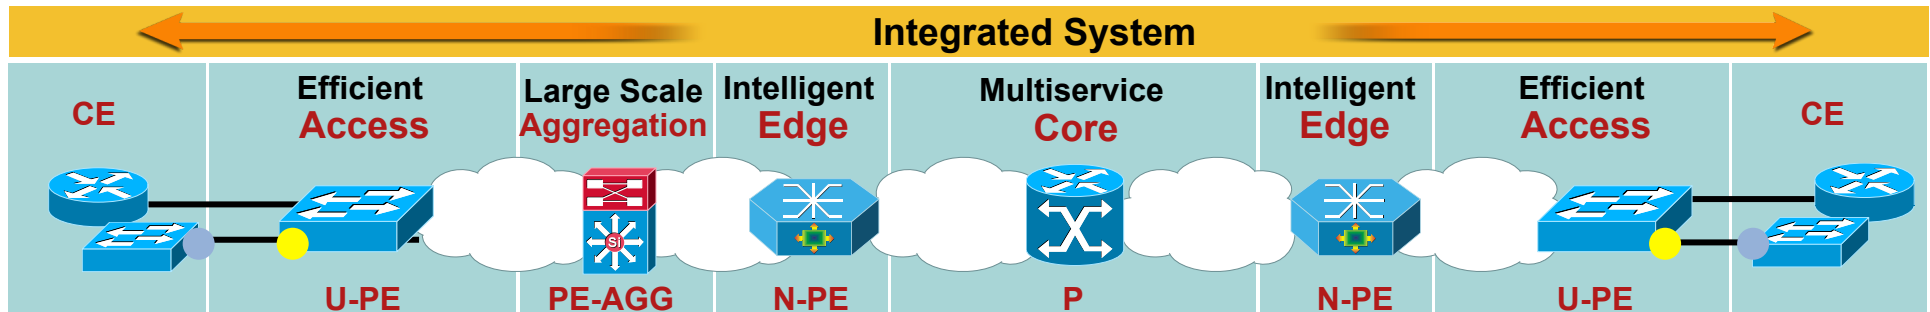 Integrated System
CE
Efficient
Access
Large Scale
Aggregation
Intelligent
Edge
Multiservice
Core
Intelligent
Edge
Efficient
Access
CE
Si
U-PE
PE-AGG
N-PE
P
N-PE
U-PE